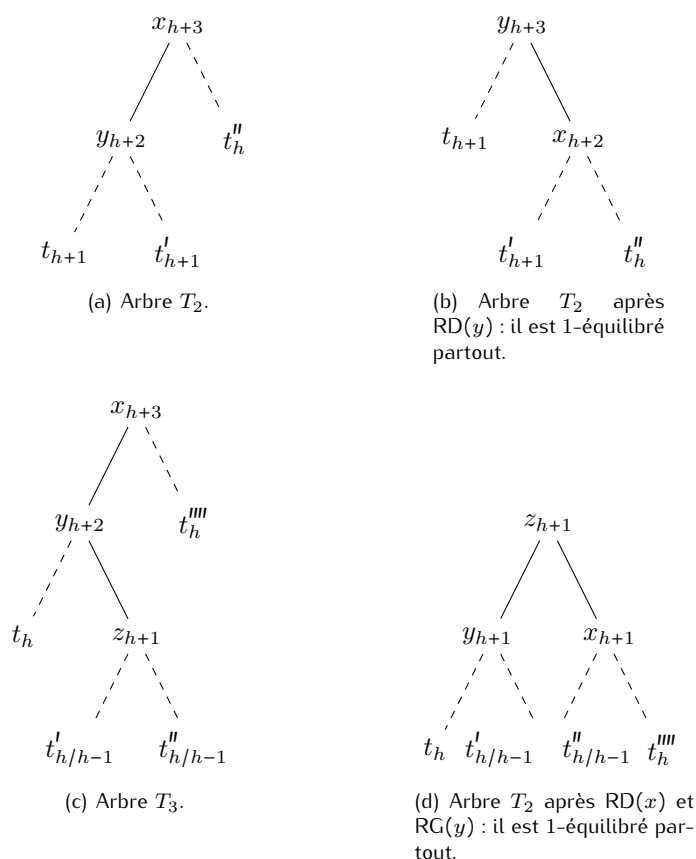 x_{h+3} y_{h+3}
y_{h+2} t''_h t_{h+1} x_{h+2}
t_{h+1} t'_{h+1} t'_{h+1} t''_h
(a) Arbre T_2.
(b) Arbre T_2 après
RD(y) : il est 1-équilibré
partout.
x_{h+3}
y_{h+2} t''''_h z_{h+1}
t_h z_{h+1} y_{h+1} x_{h+1}
t'_{h/h−1} t''_{h/h−1} t_h t'_{h/h−1} t''_{h/h−1} t''''_h
(c) Arbre T_3.
(d) Arbre T_2 après RD(x) et
RG(y) : il est 1-équilibré par-
tout.